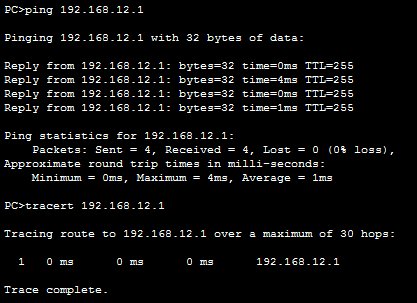 PC>ping 192.168.12.1
Pinging 192.168.12.1 with 32 bytes of data:
Reply from 192.168.12.1: bytes=32 time=0ms TTL=255
Reply from 192.168.12.1: bytes=32 time=4ms TTL=255
Reply from 192.168.12.1: bytes=32 time=0ms TTL=255
Reply from 192.168.12.1: bytes=32 time=1ms TTL=255
Ping statistics for 192.168.12.1:
Packets: Sent = 4, Received = 4, Lost = 0 (0% loss),
Approximate round trip times in milli-seconds:
Minimum = 0ms, Maximum = 4ms, Average = 1ms
PC>tracert 192.168.12.1
Tracing route to 192.168.12.1 over a maximum of 30 hops:
1 0 ms 0 ms 0 ms 192.168.12.1
Trace complete.